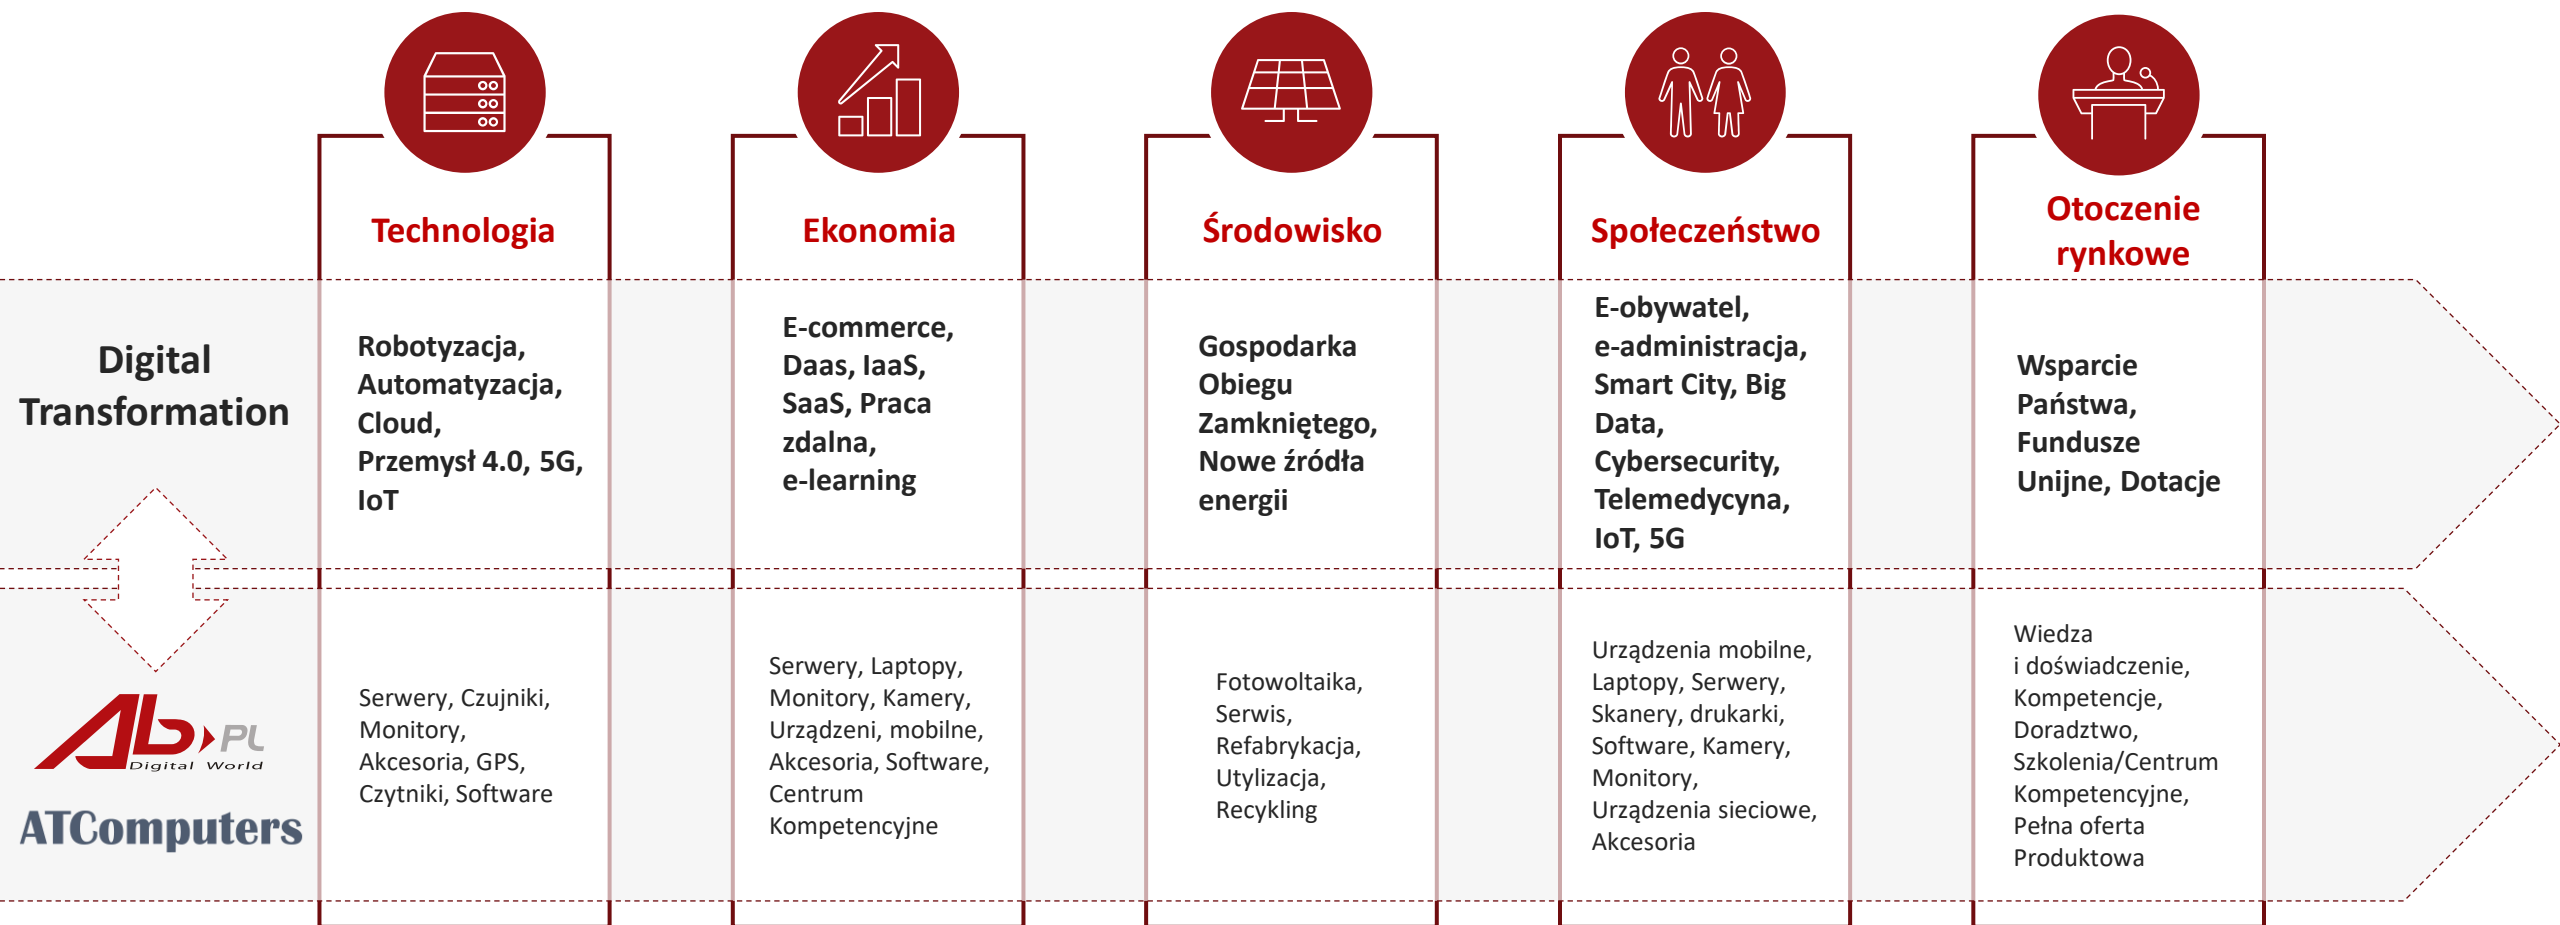 Technologia
Ekonomia
Środowisko
Społeczeństwo
Otoczenie
rynkowe
Digital
Transformation
Robotyzacja,
Automatyzacja,
Cloud,
Przemysł 4.0, 5G,
IoT
E-commerce,
Daas, IaaS,
SaaS, Praca
zdalna,
e-learning
Gospodarka
Obiegu
Zamkniętego,
Nowe źródła
energii
E-obywatel,
e-administracja,
Smart City, Big
Data,
Cybersecurity,
Telemedycyna,
IoT, 5G
Wsparcie
Państwa,
Fundusze
Unijne, Dotacje
Ab PL
Digital World
ATComputers
Serwery, Czujniki,
Monitory,
Akcesoria, GPS,
Czytniki, Software
Serwery, Laptopy,
Monitory, Kamery,
Urządzeni, mobilne,
Akcesoria, Software,
Centrum
Kompetencyjne
Fotowoltaika,
Serwis,
Refabrykacja,
Utylizacja,
Recykling
Urządzenia mobilne,
Laptopy, Serwery,
Skanery, drukarki,
Software, Kamery,
Monitory,
Urządzenia sieciowe,
Akcesoria
Wiedza
i doświadczenie,
Kompetencje,
Doradztwo,
Szkolenia/Centrum
Kompetencyjne,
Pełna oferta
Produktowa